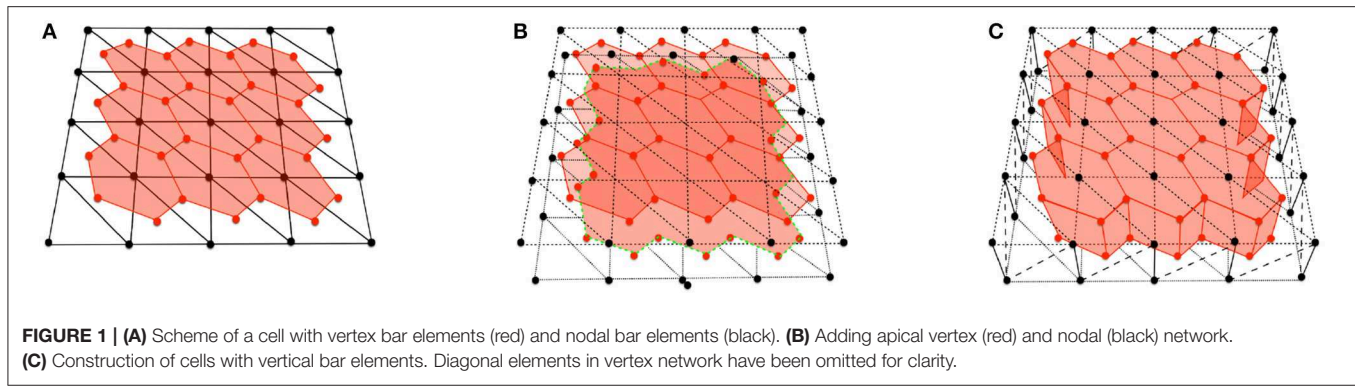 A
B
C
FIGURE 1 | (A) Scheme of a cell with vertex bar elements (red) and nodal bar elements (black). (B) Adding apical vertex (red) and nodal (black) network.
(C) Construction of cells with vertical bar elements. Diagonal elements in vertex network have been omitted for clarity.